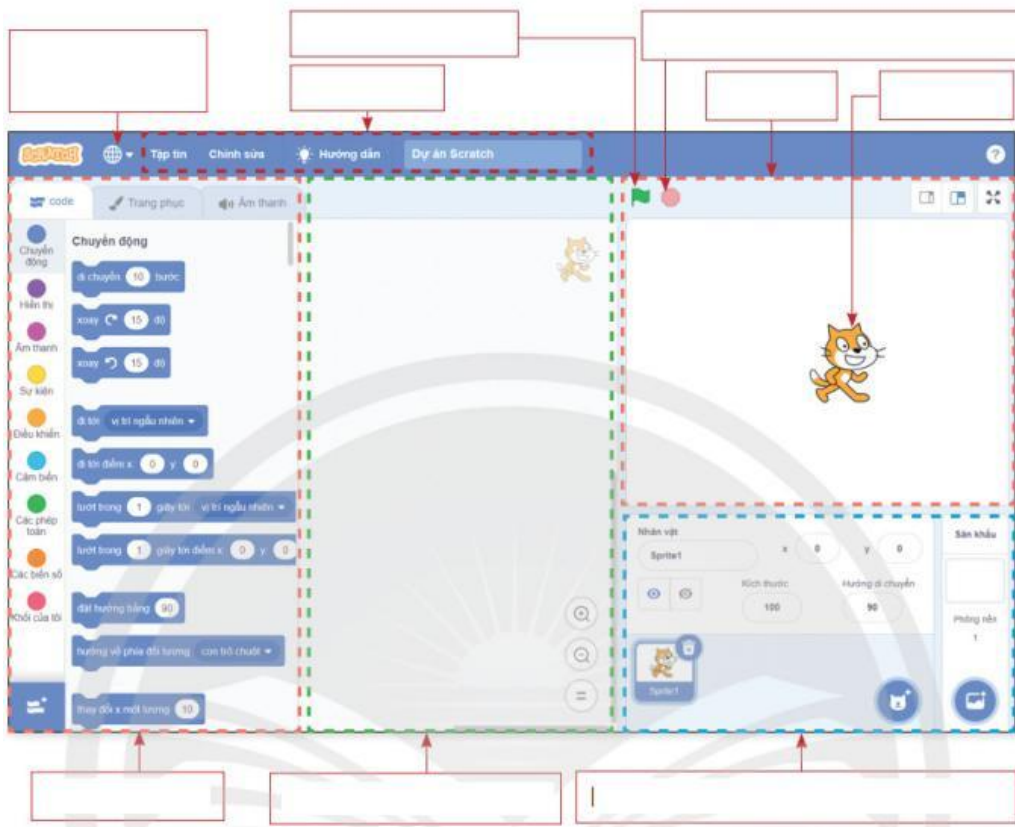 SCRATCH
Tập tin
Chỉnh sửa
Hướng dẫn
Dự án Scratch
?
code
Trang phục
Âm thanh
Chuyển động
Hiển thị
Âm thanh
Sự kiện
Điều khiển
Cảm biến
Các phép toán
Các biến số
Khối của tôi
Chuyển động
di chuyển 10 bước
xoay 15 độ
xoay 15 độ
đi tới vị trí ngẫu nhiên
đi tới điểm x: 0 y: 0
lướt trong 1 giây tới vị trí ngẫu nhiên
lướt trong 1 giây tới điểm x: 0 y: 0
đặt hướng bằng 90
hướng về phía đối tượng con trỏ chuột
thay đổi x một lượng 10
Nhân vật
Sprite1
x 0
y 0
Kích thước
100
Hướng di chuyển
90
Sprite1
Sân khấu
Phông nền
1